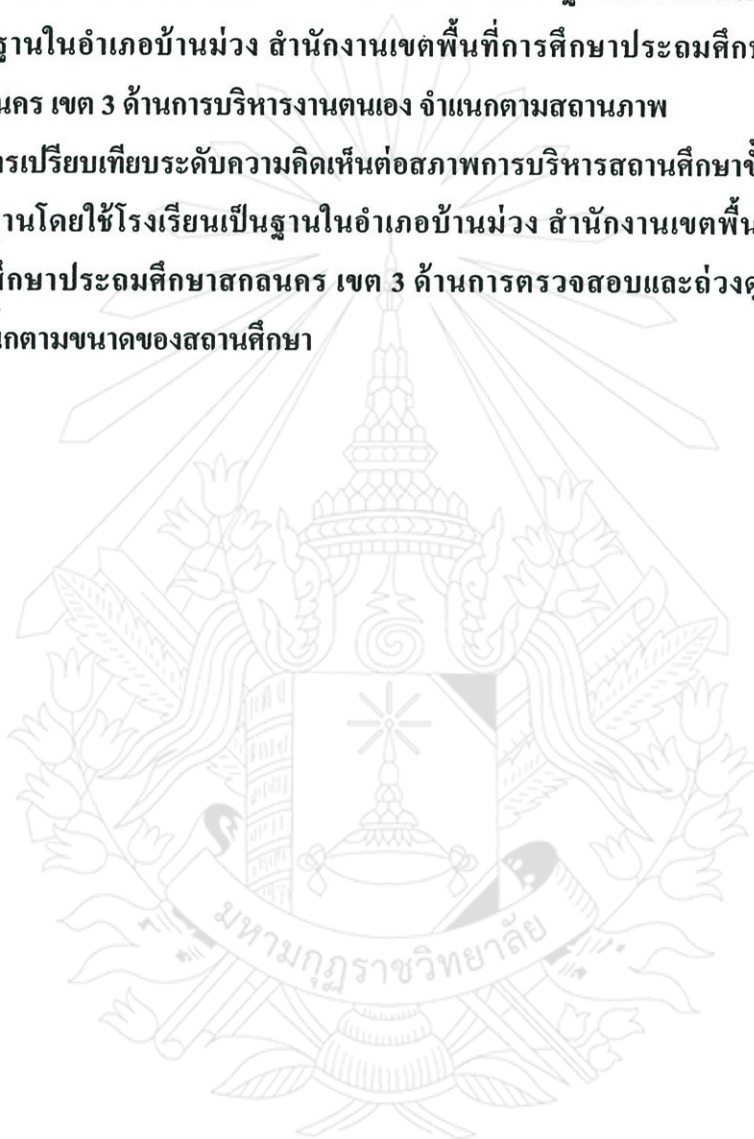 ฐานในอำเภอบ้านม่วง สำนักงานเขตพื้นที่การศึกษาประถมศึก
นคร เขต 3 ด้านการบริหารงานตนเอง จำแนกตามสถานภาพ
ารเปรียบเทียบระดับความคิดเห็นต่อสภาพการบริหารสถานศึกษาขั้
านโดยใช้โรงเรียนเป็นฐานในอำเภอบ้านม่วง สำนักงานเขตพื้น
ศึกษาประถมศึกษาสกลนคร เขต 3 ด้านการตรวจสอบและถ่วงดุ
นกตามขนาดของสถานศึกษา
มหามกุฏราชวิทยาลัย